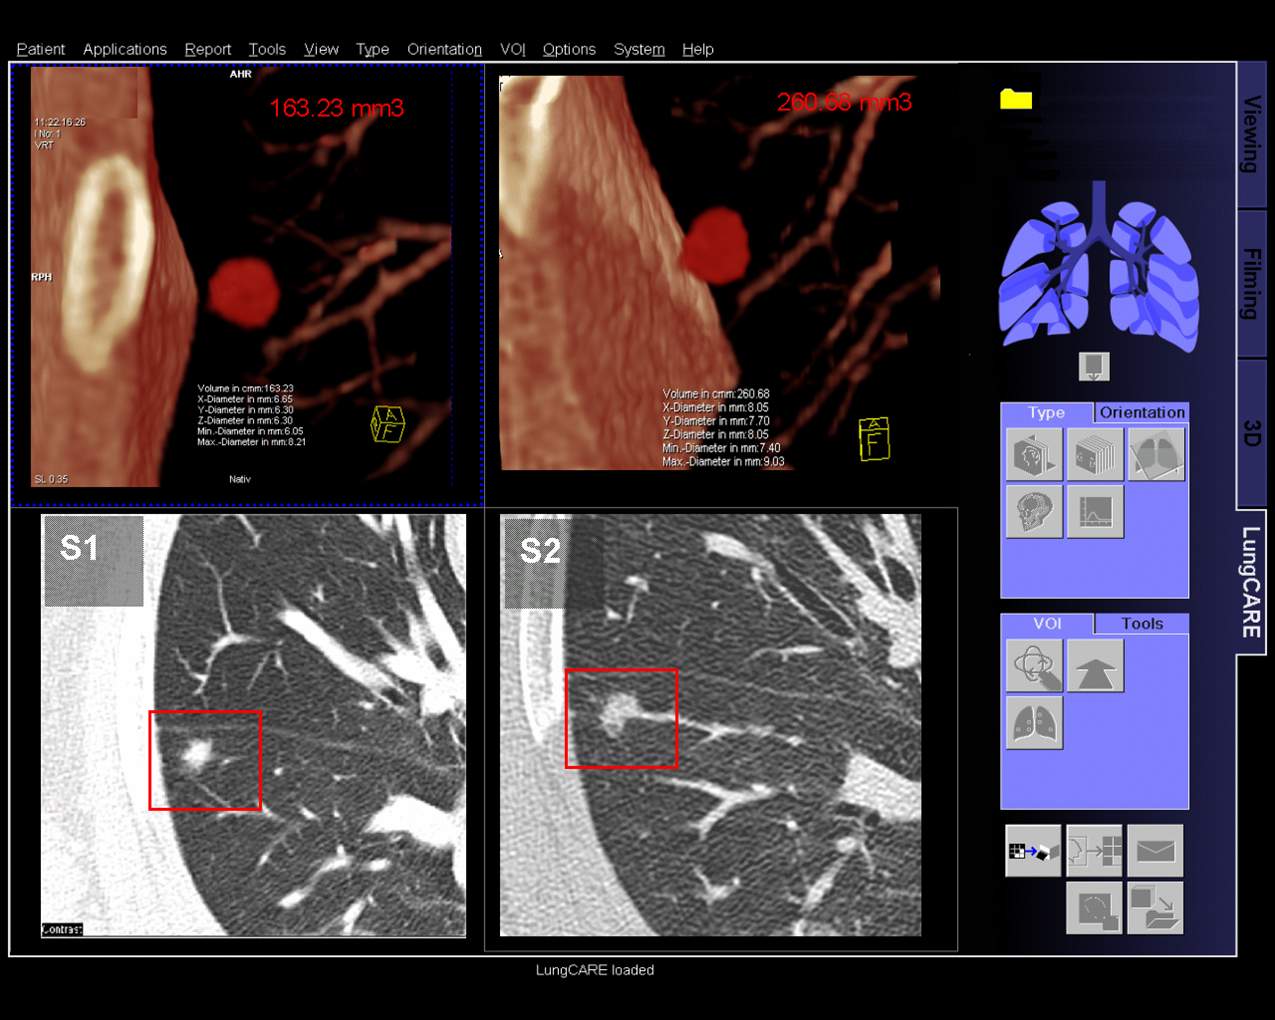 Patient Applications Report Tools View Type Orientation VOI Options System Help
AHR
163.23 mm3
11:22.16.26
I No: 1
VRT
RPH
Volume in cmm:163.23
X-Diameter in mm:6.65
Y-Diameter in mm:6.30
Z-Diameter in mm:6.30
Min.-Diameter in mm:6.05
Max.-Diameter in mm:8.21
A
F
SL 0.35
Nativ
260.68 mm3
Volume in cmm:260.68
X-Diameter in mm:8.05
Y-Diameter in mm:7.70
Z-Diameter in mm:8.05
Min.-Diameter in mm:7.40
Max.-Diameter in mm:9.03
A
F
S1
Contrast
S2
Type Orientation
VOI Tools
Viewing
Filming
3D
LungCARE
LungCARE loaded